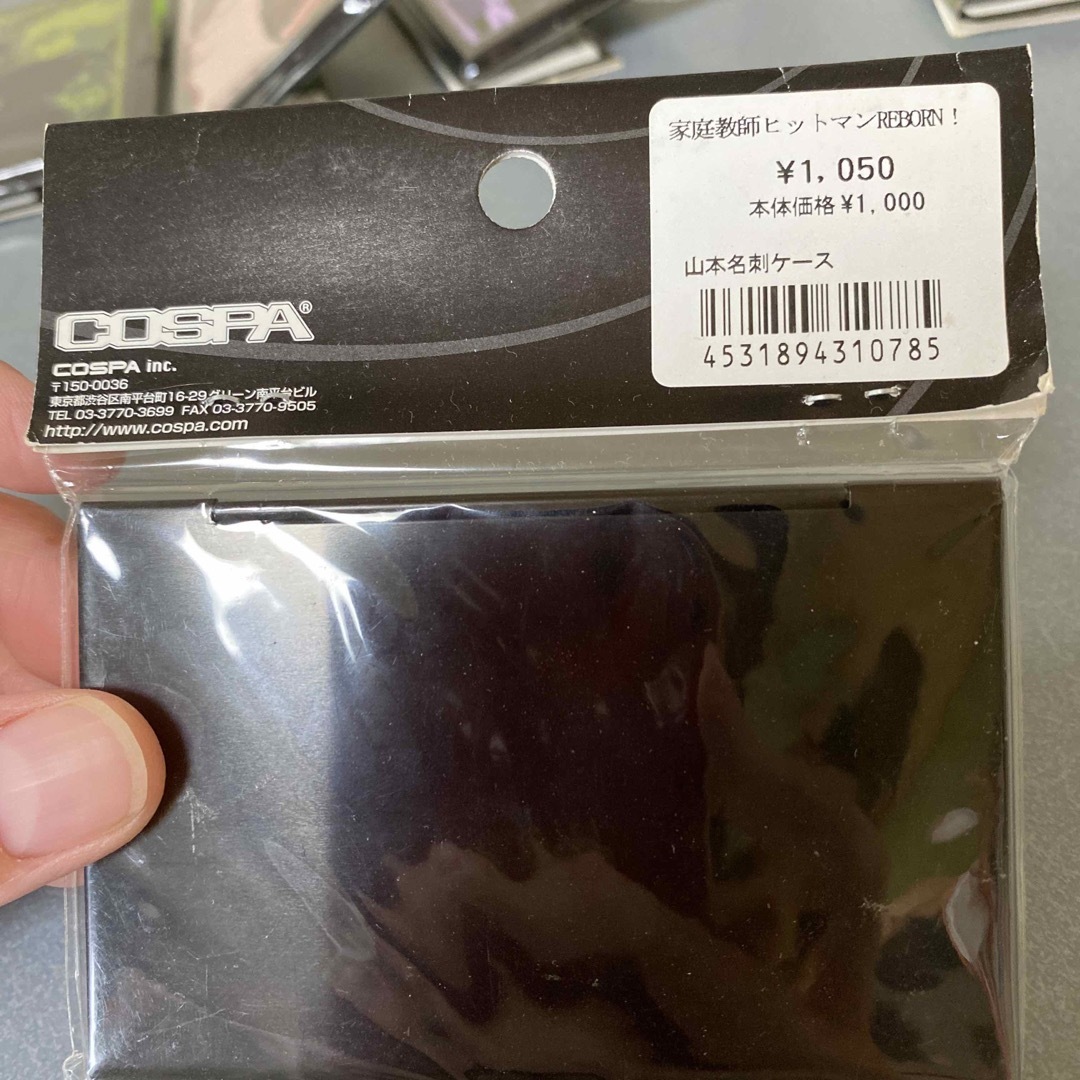 家庭教師ヒットマンREBORN！
¥1,050
本体価格¥1,000
山本名刺ケース
4531894310785
COSPA®
COSPA inc.
〒150-0036
東京都渋谷区南平台町16-29 グリーン南平台ビル
TEL 03-3770-3699 FAX 03-3770-9505
http://www.cospa.com